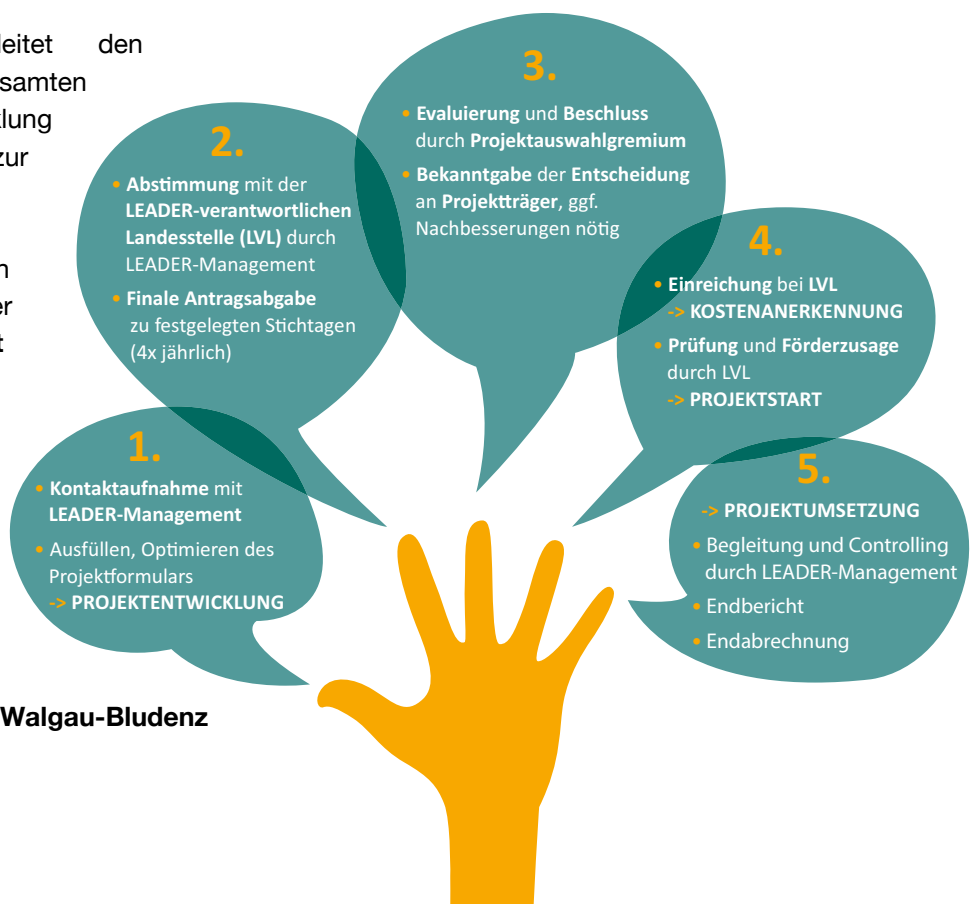 leitet den
samten
klung
zur
n
er
t
1.
• Kontaktaufnahme mit
LEADER-Management
• Ausfüllen, Optimieren des
Projektformulars
-> PROJEKTENTWICKLUNG
2.
• Abstimmung mit der
LEADER-verantwortlichen
Landesstelle (LVL) durch
LEADER-Management
• Finale Antragsabgabe
zu festgelegten Stichtagen
(4x jährlich)
3.
• Evaluierung und Beschluss
durch Projektauswahlgremium
• Bekanntgabe der Entscheidung
an Projektträger, ggf.
Nachbesserungen nötig
4.
• Einreichung bei LVL
-> KOSTENANERKENNUNG
• Prüfung und Förderzusage
durch LVL
-> PROJEKTSTART
5.
-> PROJEKTUMSETZUNG
• Begleitung und Controlling
durch LEADER-Management
• Endbericht
• Endabrechnung
Walgau-Bludenz